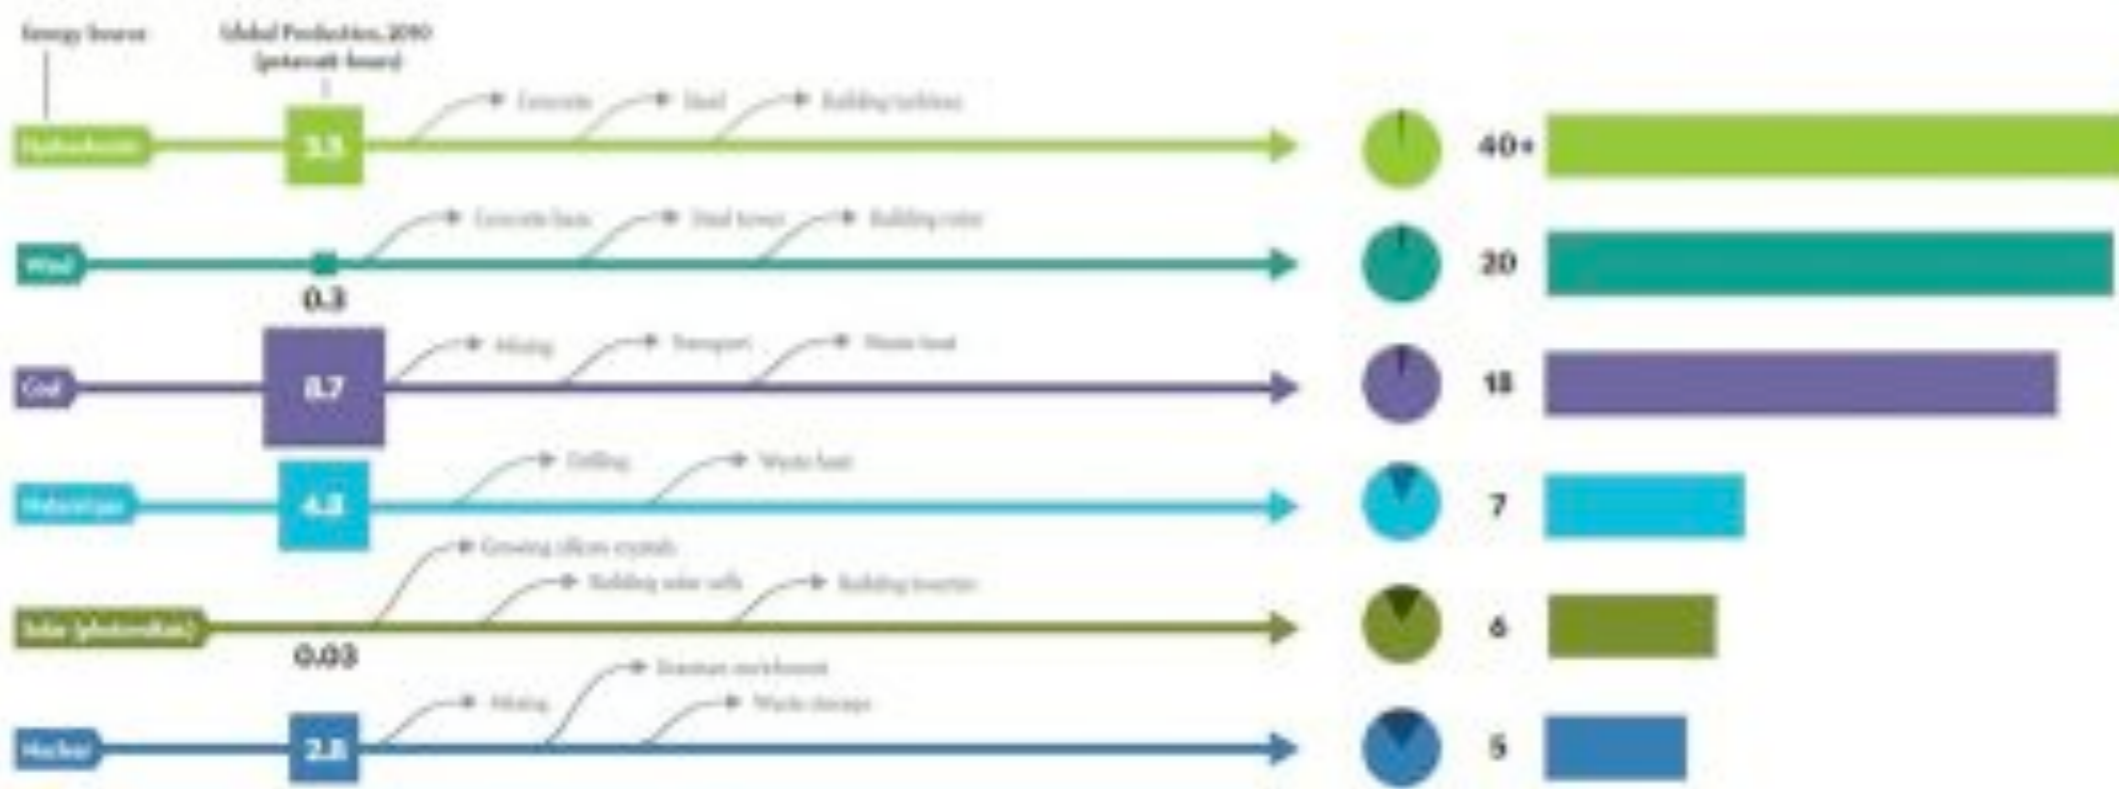 Energy Source
Global Production, 2010
(petawatt-hours)
Concrete
Steel
Building turbines
Hydroelectric
3.5
40+
Concrete base
Steel tower
Building rotor
Wind
20
0.3
Mining
Transport
Waste heat
Coal
8.7
18
Drilling
Waste heat
Natural gas
4.8
7
Growing silicon crystals
Building solar cells
Building inverter
Solar (photovoltaic)
6
0.03
Uranium enrichment
Mining
Waste storage
Nuclear
2.8
5